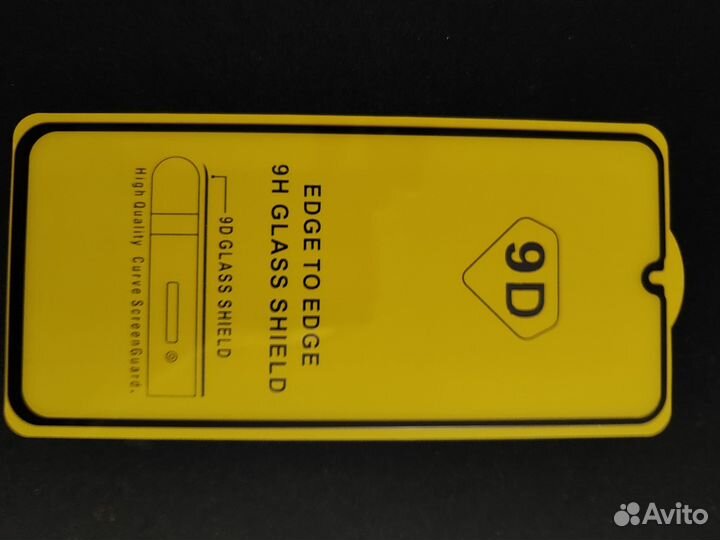 9D
EDGE TO EDGE
9H GLASS SHIELD
9D GLASS SHIELD
High Quality Curve ScreenGuard.
Avito